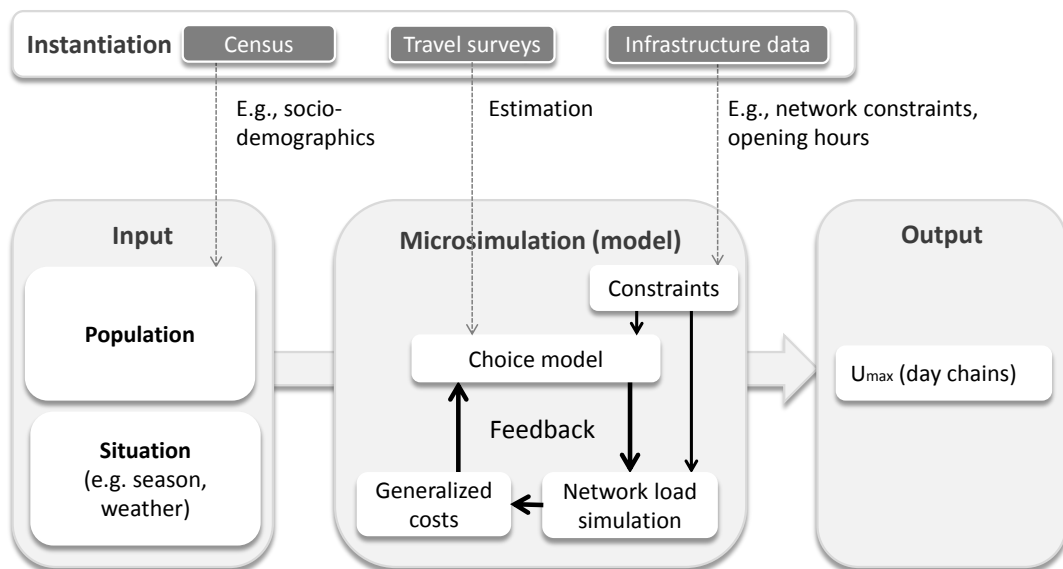 Instantiation
Census
Travel surveys
Infrastructure data
E.g., socio-
demographics
Estimation
E.g., network constraints,
opening hours
Input
Population
Situation
(e.g. season,
weather)
Microsimulation (model)
Constraints
Choice model
Feedback
Generalized
costs
Network load
simulation
Output
Umax (day chains)